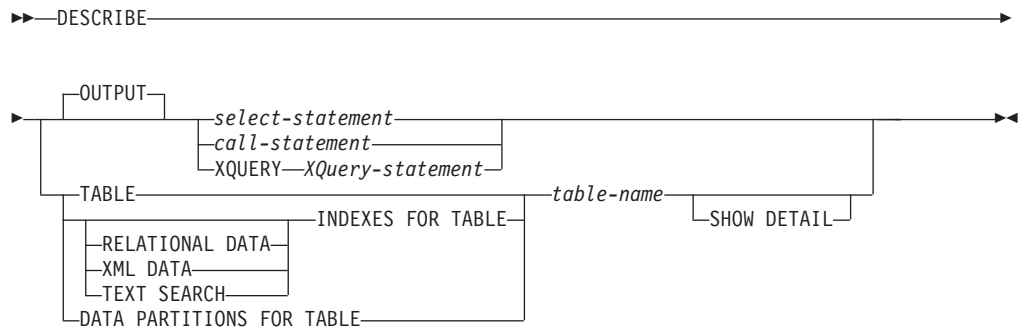 DESCRIBE
OUTPUT
select-statement
call-statement
XQUERY XQuery-statement
TABLE table-name
INDEXES FOR TABLE SHOW DETAIL
RELATIONAL DATA
XML DATA
TEXT SEARCH
DATA PARTITIONS FOR TABLE